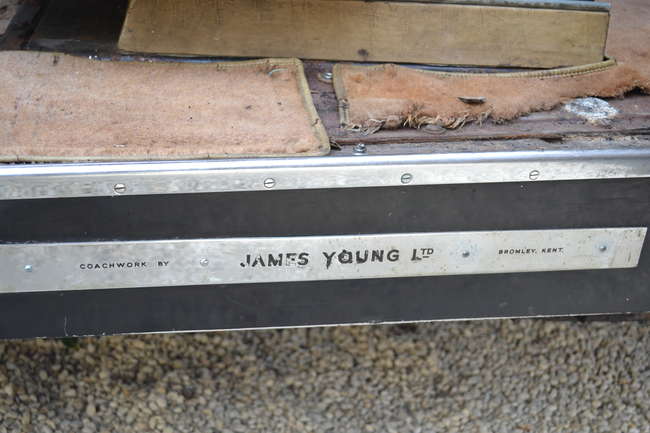 COACHWORK BY JAMES YOUNG LTD BROMLEY, KENT.